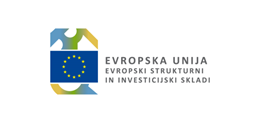 EVROPSKA UNIJA
EVROPSKI STRUKTURNI
IN INVESTICIJSKI SKLADI